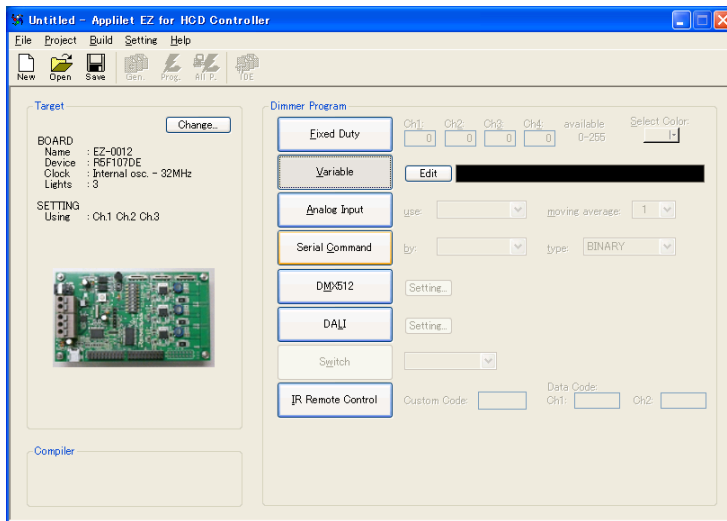 Untitled - Applilet EZ for HCD Controller
File Project Build Setting Help
New Open Save Gen. Prog. All P. IDE
Target
Change...
BOARD
Name : EZ-0012
Device : R5F107DE
Clock : Internal osc. - 32MHz
Lights : 3
SETTING
Using : Ch.1 Ch.2 Ch.3
Compiler
Dimmer Program
Fixed Duty
Ch1: Ch2: Ch3: Ch4: available Select Color:
0 0 0 0 0-255
Variable Edit
Analog Input use: moving average: 1
Serial Command by: type: BINARY
DMX512 Setting...
DALI Setting...
Switch
IR Remote Control Custom Code: Data Code:
Ch1: Ch2: